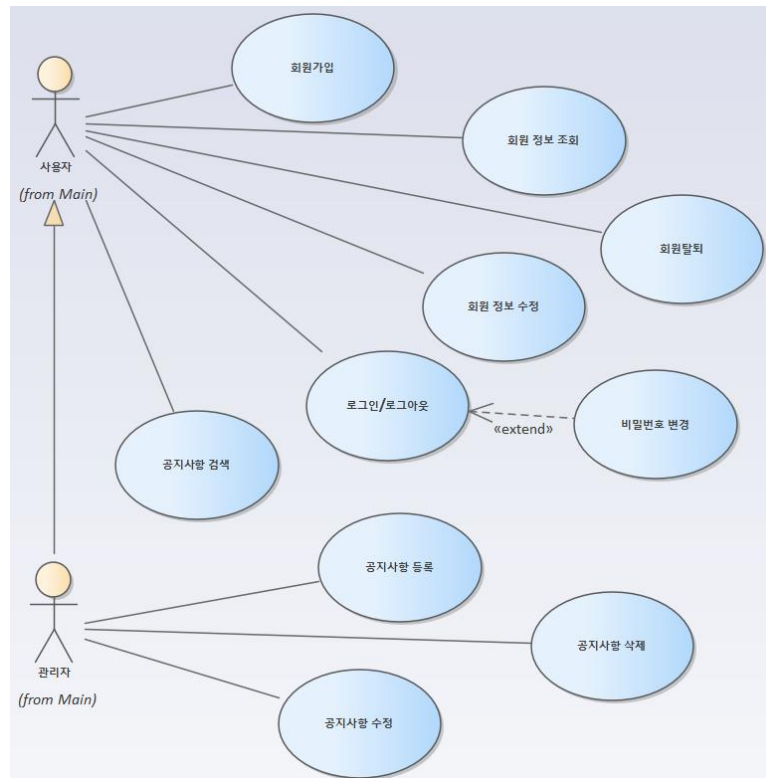 회원가입
회원 정보 조회
사용자
(from Main)
회원탈퇴
회원 정보 수정
로그인/로그아웃
«extend»
비밀번호 변경
공지사항 검색
공지사항 등록
공지사항 삭제
관리자
(from Main)
공지사항 수정